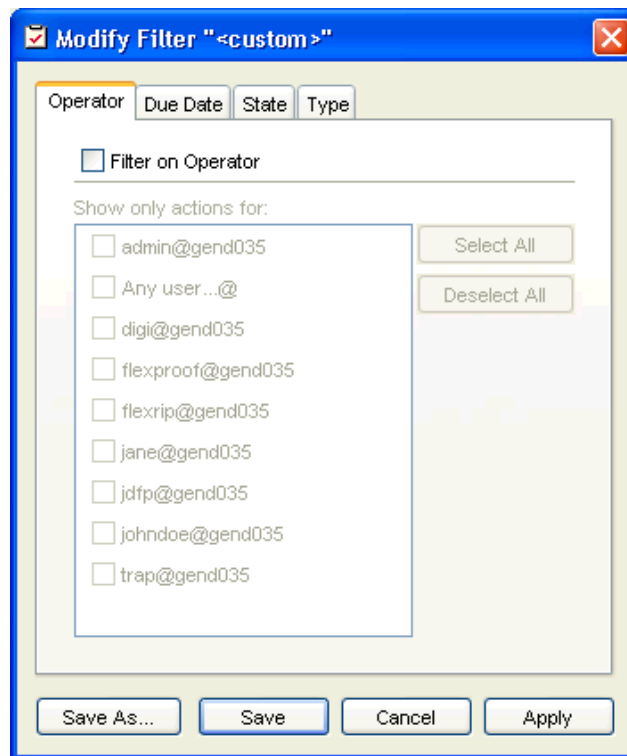 Modify Filter "<custom>"
Operator Due Date State Type
Filter on Operator
Show only actions for:
admin@gend035
Select All
Any user...@
Deselect All
digi@gend035
flexproof@gend035
flexrip@gend035
jane@gend035
jdfp@gend035
johndoe@gend035
trap@gend035
Save As... Save Cancel Apply